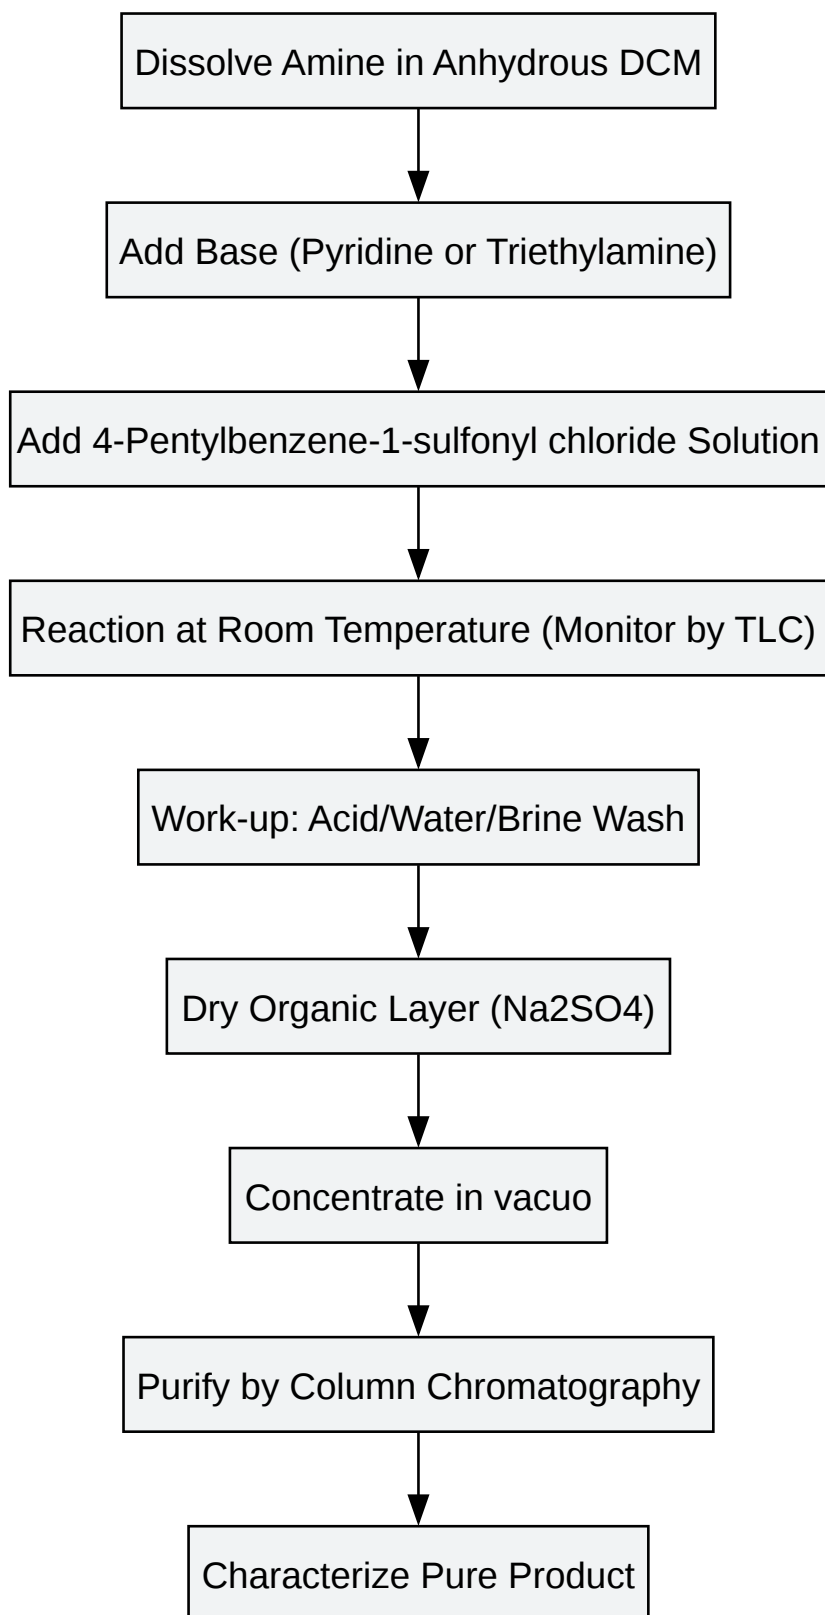 Dissolve Amine in Anhydrous DCM
Add Base (Pyridine or Triethylamine)
Add 4-Pentylbenzene-1-sulfonyl chloride Solution
Reaction at Room Temperature (Monitor by TLC)
Work-up: Acid/Water/Brine Wash
Dry Organic Layer (Na2SO4)
Concentrate in vacuo
Purify by Column Chromatography
Characterize Pure Product